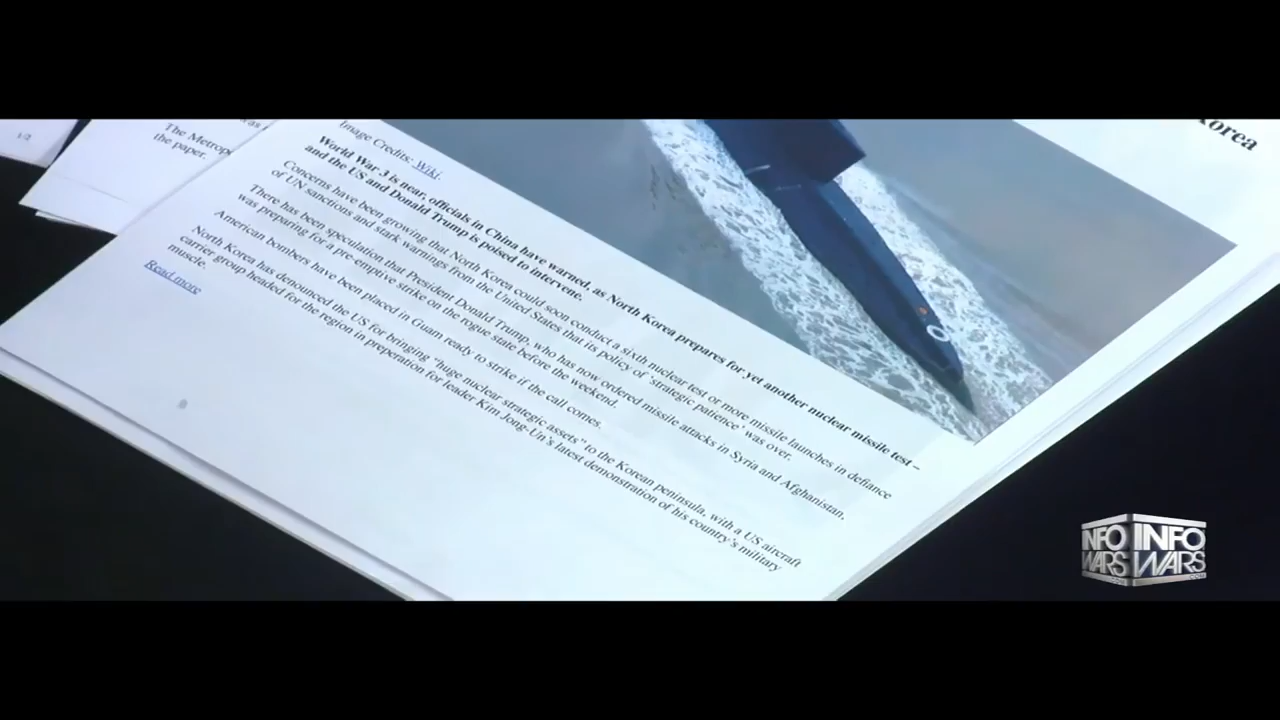 Korea
1/2
The Metrop
the paper.
Image Credits: Wiki
World War 3 is near, officials in China have warned, as North Korea prepares for yet another nuclear missile test –
and the US and Donald Trump is poised to intervene.
Concerns have been growing that North Korea could soon conduct a sixth nuclear test or more missile launches in defiance
of UN sanctions and stark warnings from the United States that its policy of 'strategic patience' was over.
There has been speculation that President Donald Trump, who has now ordered missile attacks in Syria and Afghanistan,
was preparing for a pre-emptive strike on the rogue state before the weekend.
American bombers have been placed in Guam ready to strike if the call comes.
North Korea has denounced the US for bringing "huge nuclear strategic assets" to the Korean peninsula, with a US aircraft
carrier group headed for the region in preperation for leader Kim Jong-Un's latest demonstration of his country's military
muscle.
Read more
INFO
WARS
INFO
WARS